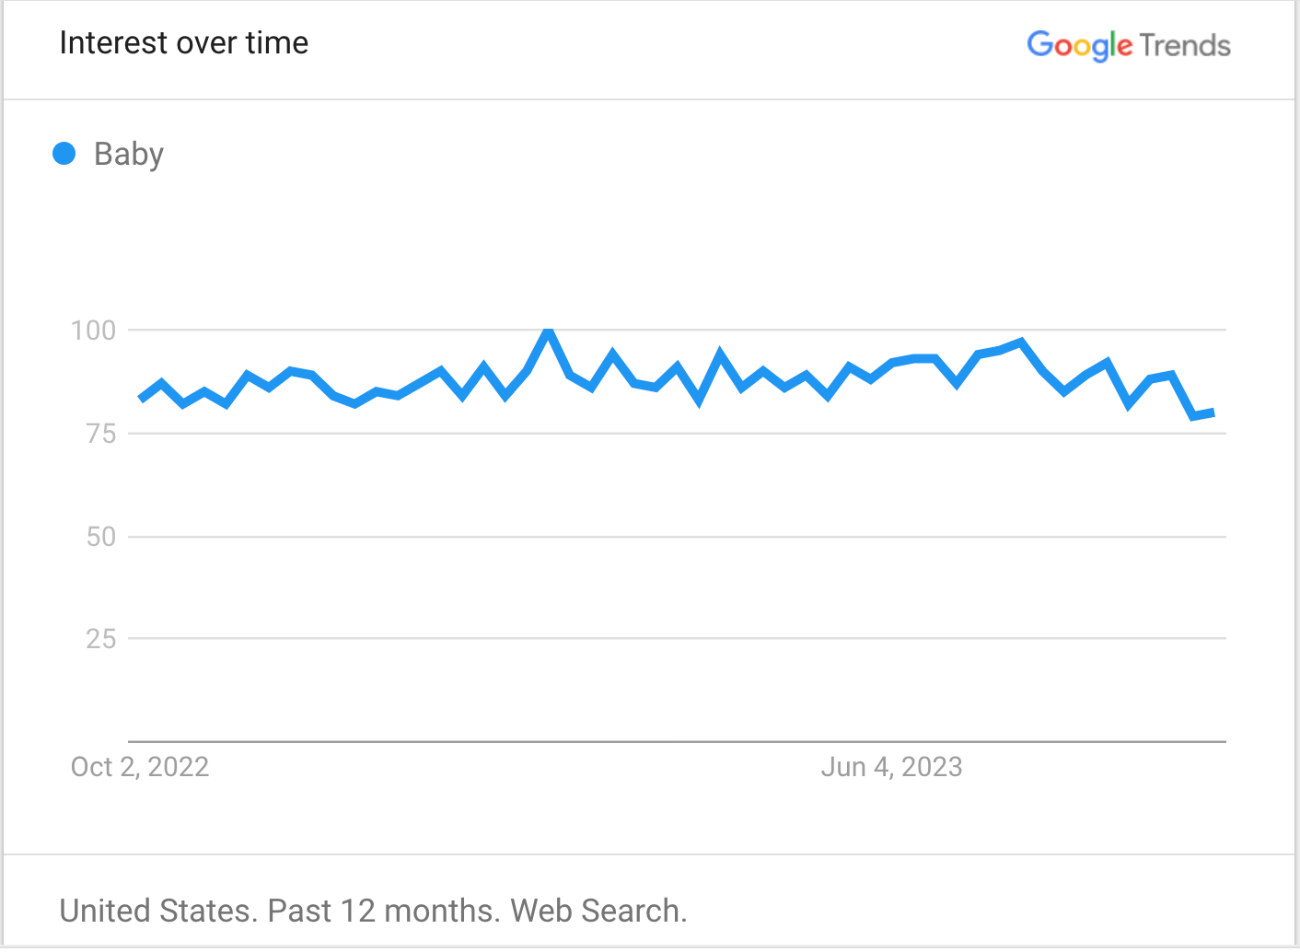 Interest over time
Google Trends
Baby
100
75
50
25
Oct 2, 2022
Jun 4, 2023
United States. Past 12 months. Web Search.